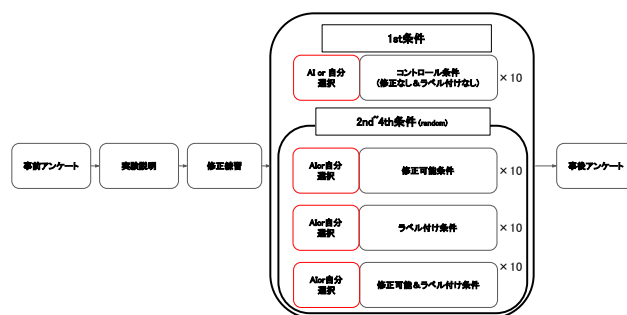 1st条件
AI or 自分
選択
コントロール条件
(修正なし&ラベル付けなし)
×10
2nd~4th条件 (random)
事前アンケート
実験説明
修正練習
AIor自分
選択
修正可能条件
×10
事後アンケート
AIor自分
選択
ラベル付け条件
×10
AIor自分
選択
修正可能&ラベル付け条件
×10